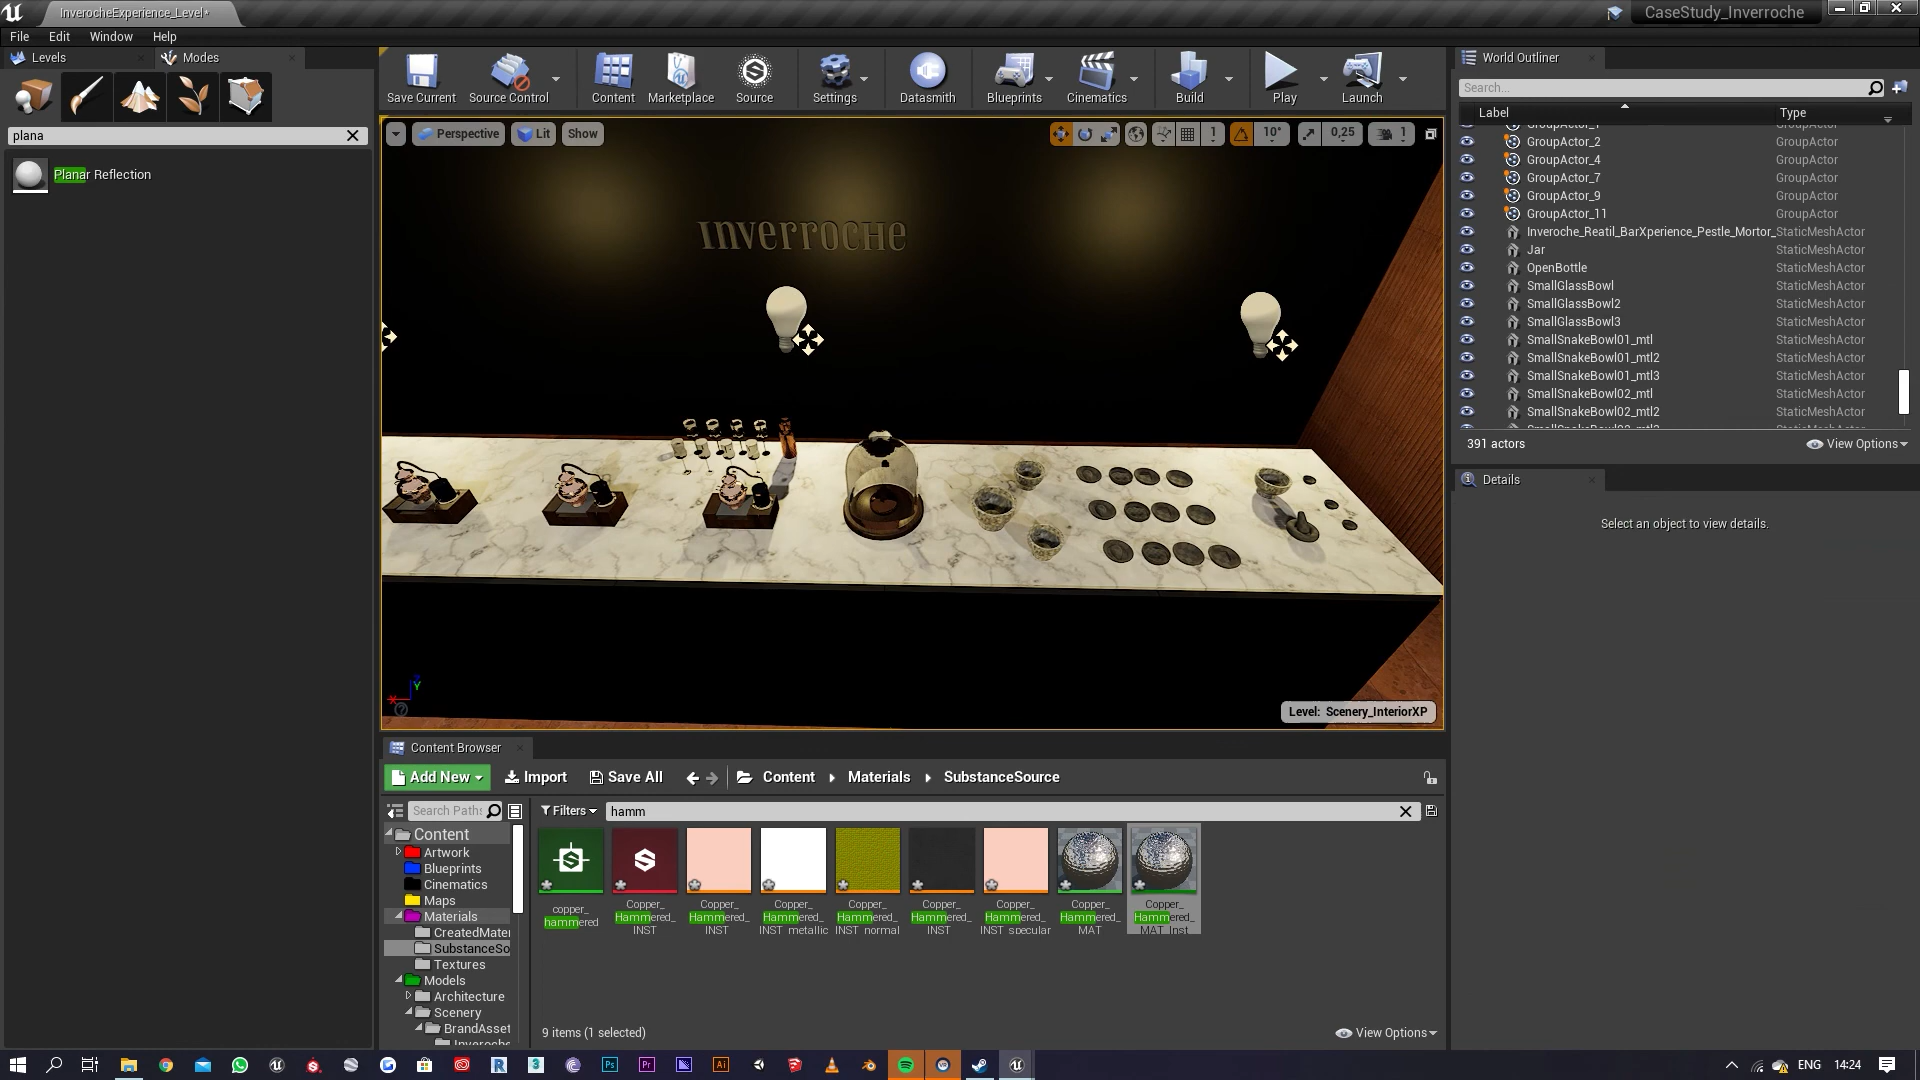 InverocheExperience_Level*
CaseStudy_Inverroche
File Edit Window Help
Levels
Modes
plana
Planar Reflection
Save Current
Source Control
Content
Marketplace
Source
Settings
Datasmith
Blueprints
Cinematics
Build
Play
Launch
Perspective
Lit
Show
1
10°
0,25
1
Inverroche
Y
X
Level: Scenery_InteriorXP
World Outliner
Search...
Label Type
GroupActor_2 GroupActor
GroupActor_4 GroupActor
GroupActor_7 GroupActor
GroupActor_9 GroupActor
GroupActor_11 GroupActor
Inveroche_Reatil_BarXperience_Pestle_Mortor_ StaticMeshActor
Jar StaticMeshActor
OpenBottle StaticMeshActor
SmallGlassBowl StaticMeshActor
SmallGlassBowl2 StaticMeshActor
SmallGlassBowl3 StaticMeshActor
SmallSnakeBowl01_mtl StaticMeshActor
SmallSnakeBowl01_mtl2 StaticMeshActor
SmallSnakeBowl01_mtl3 StaticMeshActor
SmallSnakeBowl02_mtl StaticMeshActor
SmallSnakeBowl02_mtl2 StaticMeshActor
391 actors
View Options
Details
Select an object to view details.
Content Browser
Add New
Import
Save All
Content
Materials
SubstanceSource
Search Paths
Filters
hamm
Content
Artwork
Blueprints
Cinematics
Maps
Materials
CreatedMater
SubstanceSo
Textures
Models
Architecture
Scenery
BrandAsset
copper_
hammered
Copper_
Hammered_
INST
Copper_
Hammered_
INST
Copper_
Hammered_
INST_metallic
Copper_
Hammered_
INST_normal
Copper_
Hammered_
INST
Copper_
Hammered_
INST_specular
Copper_
Hammered_
MAT
Copper_
Hammered_
MAT_Inst
9 items (1 selected)
View Options
ENG
14:24